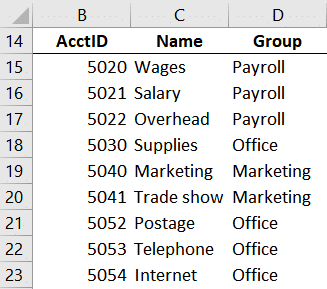 B C D
14 AcctID Name Group
15 5020 Wages Payroll
16 5021 Salary Payroll
17 5022 Overhead Payroll
18 5030 Supplies Office
19 5040 Marketing Marketing
20 5041 Trade show Marketing
21 5052 Postage Office
22 5053 Telephone Office
23 5054 Internet Office